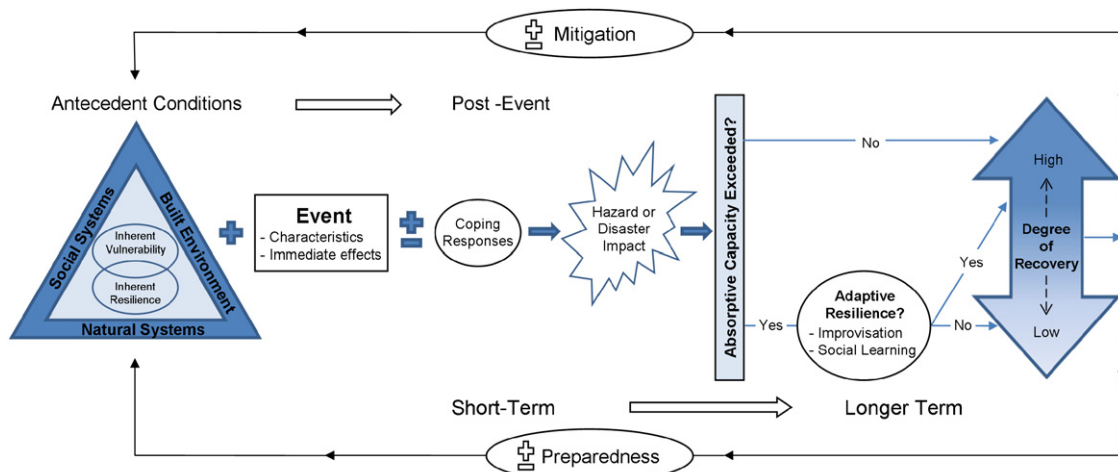 ± Mitigation
Antecedent Conditions
Post -Event
Social Systems
Built Environment
Natural Systems
Inherent
Vulnerability
Inherent
Resilience
+
Event
- Characteristics
- Immediate effects
±
Coping
Responses
Hazard or
Disaster
Impact
Absorptive Capacity Exceeded?
No
Yes
Adaptive
Resilience?
- Improvisation
- Social Learning
Yes
No
High
Degree of
Recovery
Low
Short-Term
Longer Term
± Preparedness